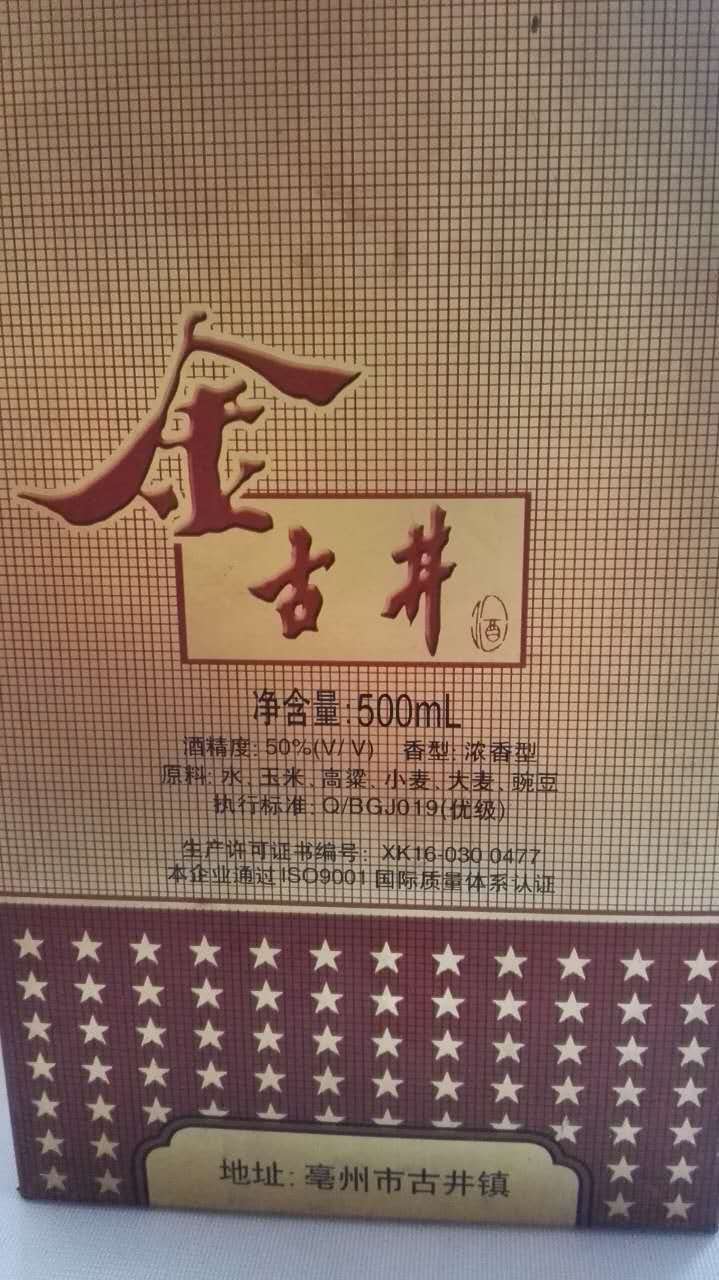 金
古井酒
净含量:500mL
酒精度: 50%(V/V) 香型: 浓香型
原料: 水、玉米、高粱、小麦、大麦、豌豆
执行标准: Q/BGJ019(优级)
生产许可证书编号: XK16-030 0477
本企业通过ISO9001国际质量体系认证
地址: 亳州市古井镇